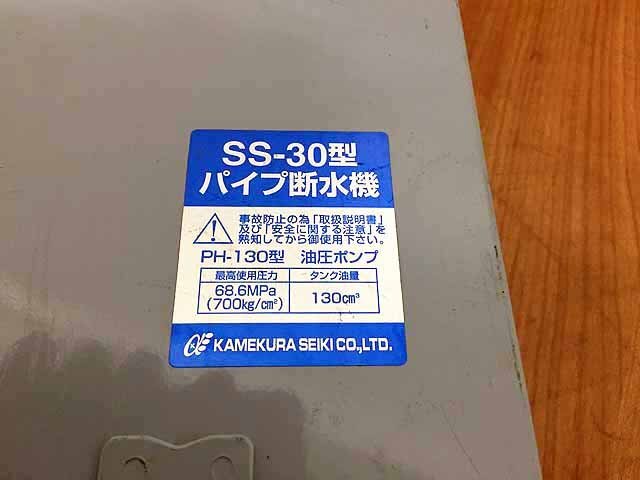 SS-30型
パイプ断水機
事故防止の為「取扱説明書」
及び「安全に関する注意」を
熟知してから御使用下さい。
PH-130型 油圧ポンプ
最高使用圧力 タンク油量
68.6MPa
(700kg/cm²)
130cm³
KAMEKURA SEIKI CO.,LTD.